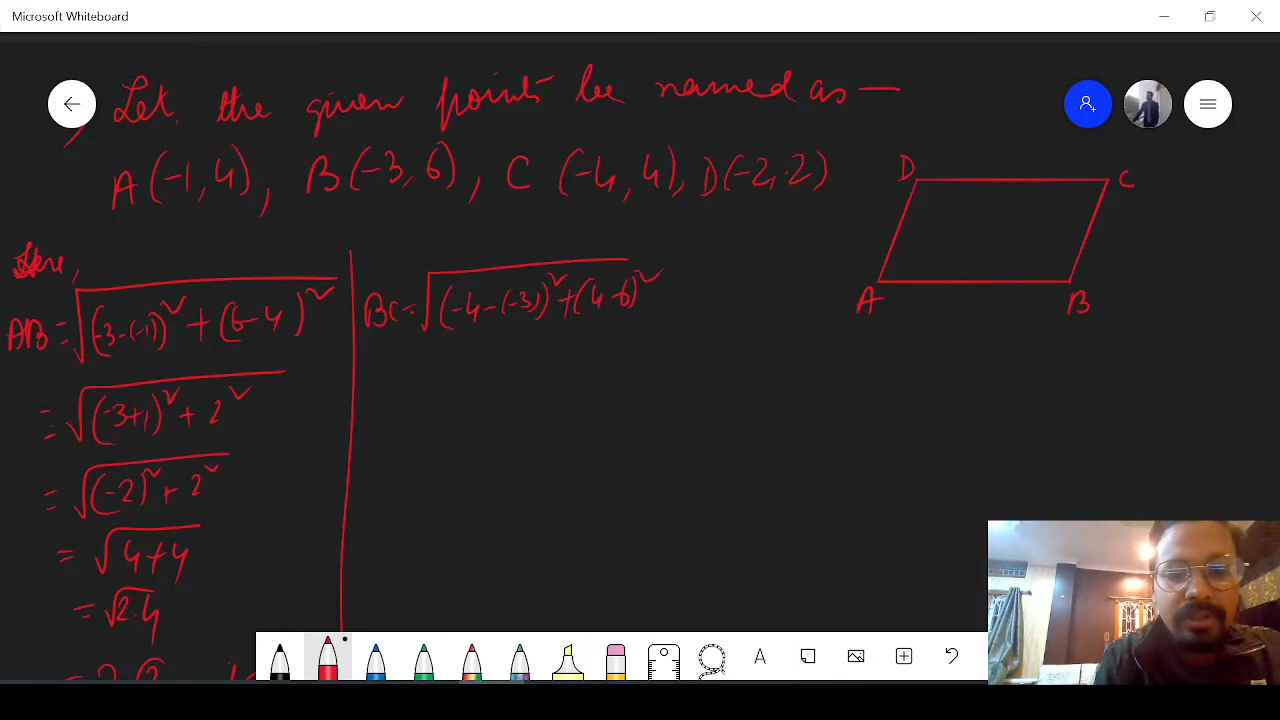 Microsoft Whiteboard
Let the given points be named as —
A(-1,4), B(-3,6), C (-4,4), D(-2,2)
D
C
A
B
Here,
AB = √((-3-(-1))² + (6-4)²)
= √((-3+1)² + 2²)
= √((-2)² + 2²)
= √(4+4)
= √(2·4)
= 2√2
BC = √((-4-(-3))² + (4-6)²)
A